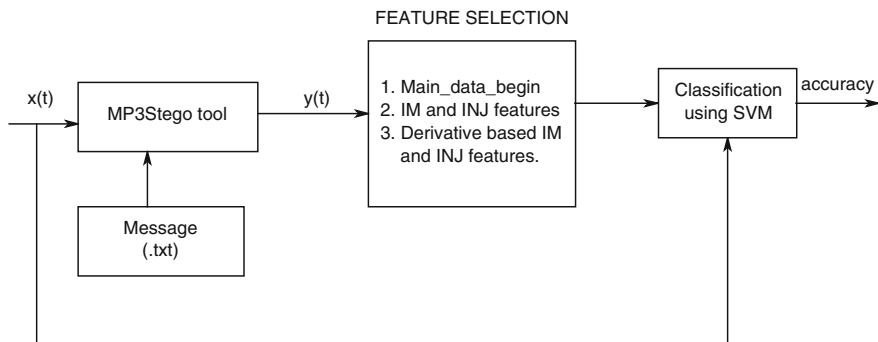 FEATURE SELECTION
x(t)
MP3Stego tool
y(t)
1. Main_data_begin
2. IM and INJ features
3. Derivative based IM
and INJ features.
Classification
using SVM
accuracy
Message
(.txt)